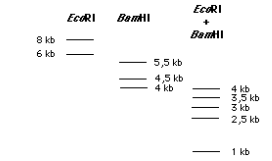 EcoRI
BamHI
EcoRI
+
BamHI
8 kb
6 kb
5,5 kb
4,5 kb
4 kb
4 kb
3,5 kb
3 kb
2,5 kb
1 kb